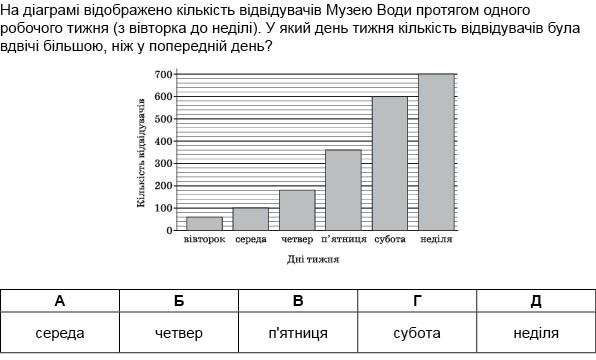 На діаграмі відображено кількість відвідувачів Музею Води протягом одного
робочого тижня (з вівторка до неділі). У який день тижня кількість відвідувачів була
вдвічі більшою, ніж у попередній день?
Кількість відвідувачів
700
600
500
400
300
200
100
0
вівторок середа четвер п'ятниця субота неділя
Дні тижня
А Б В Г Д
середа четвер п'ятниця субота неділя